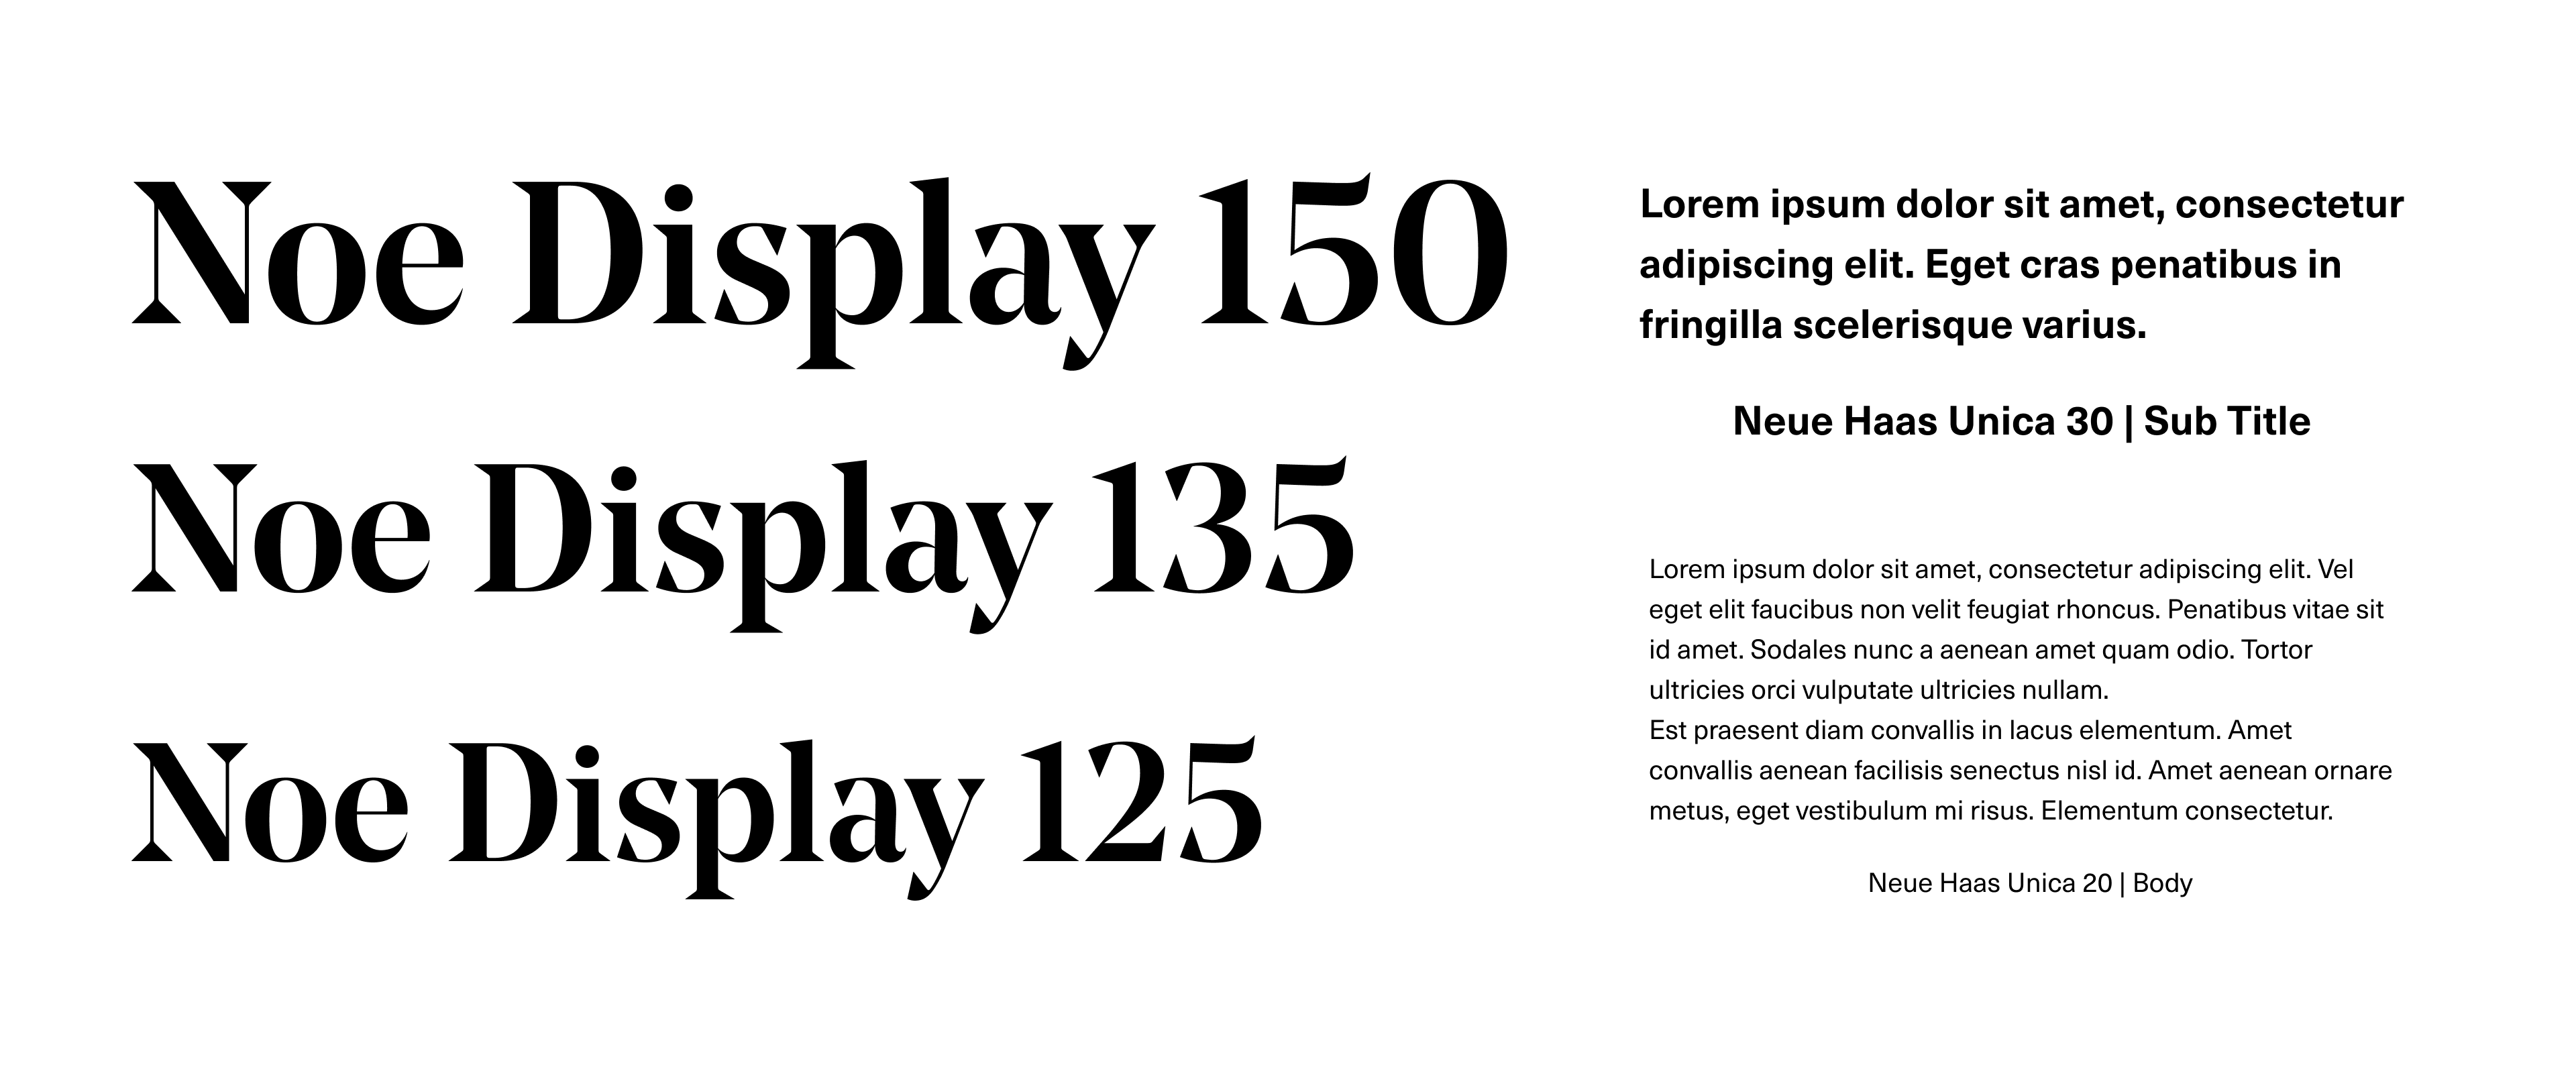 Noe Display 150
Noe Display 135
Noe Display 125
Lorem ipsum dolor sit amet, consectetur
adipiscing elit. Eget cras penatibus in
fringilla scelerisque varius.
Neue Haas Unica 30 | Sub Title
Lorem ipsum dolor sit amet, consectetur adipiscing elit. Vel
eget elit faucibus non velit feugiat rhoncus. Penatibus vitae sit
id amet. Sodales nunc a aenean amet quam odio. Tortor
ultricies orci vulputate ultricies nullam.
Est praesent diam convallis in lacus elementum. Amet
convallis aenean facilisis senectus nisl id. Amet aenean ornare
metus, eget vestibulum mi risus. Elementum consectetur.
Neue Haas Unica 20 | Body